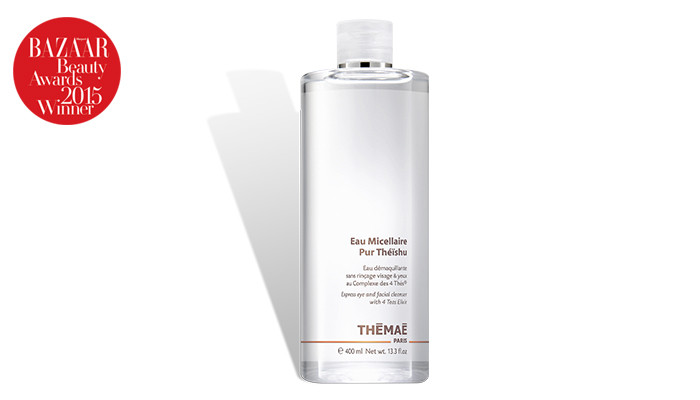 BAZAAR
Beauty
Awards
2015
Winner
Eau Micellaire
Pur Théïshu
Eau démaquillante
sans rinçage visage & yeux
au Complexe des 4 Thés®
Express eye and facial cleanser
with 4 Teas Elixir
THÉMAÉ
PARIS
℮ 400 ml Net wt. 13.3 fl.oz